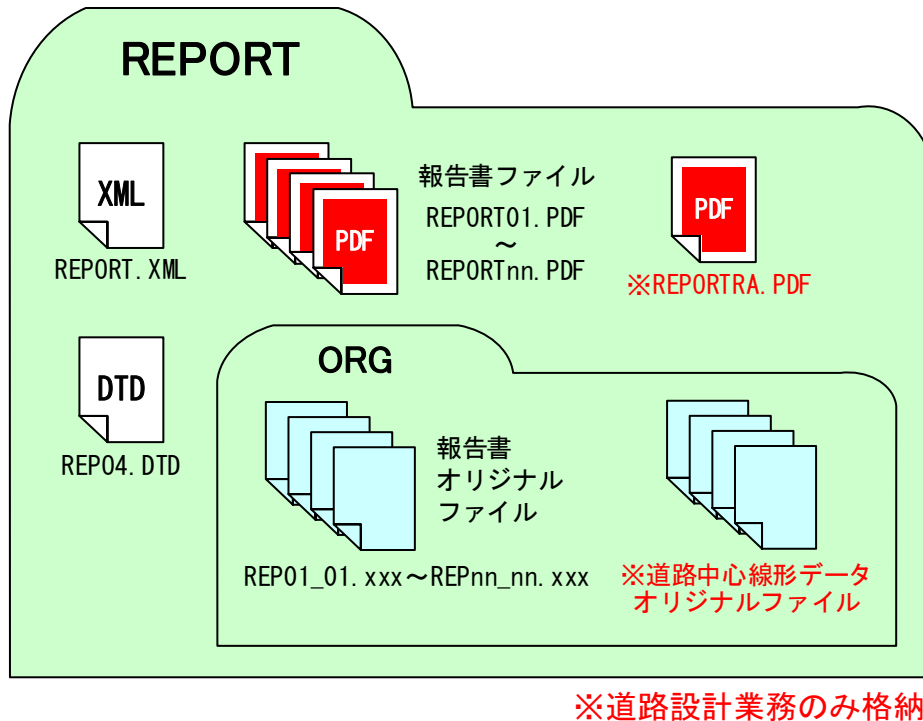 REPORT
XML
REPORT.XML
PDF
報告書ファイル
REPORT01.PDF
～
REPORTnn.PDF
PDF
※REPORTRA.PDF
DTD
REP04.DTD
ORG
報告書
オリジナル
ファイル
REP01_01.xxx～REPnn_nn.xxx
※道路中心線形データ
オリジナルファイル
※道路設計業務のみ格納